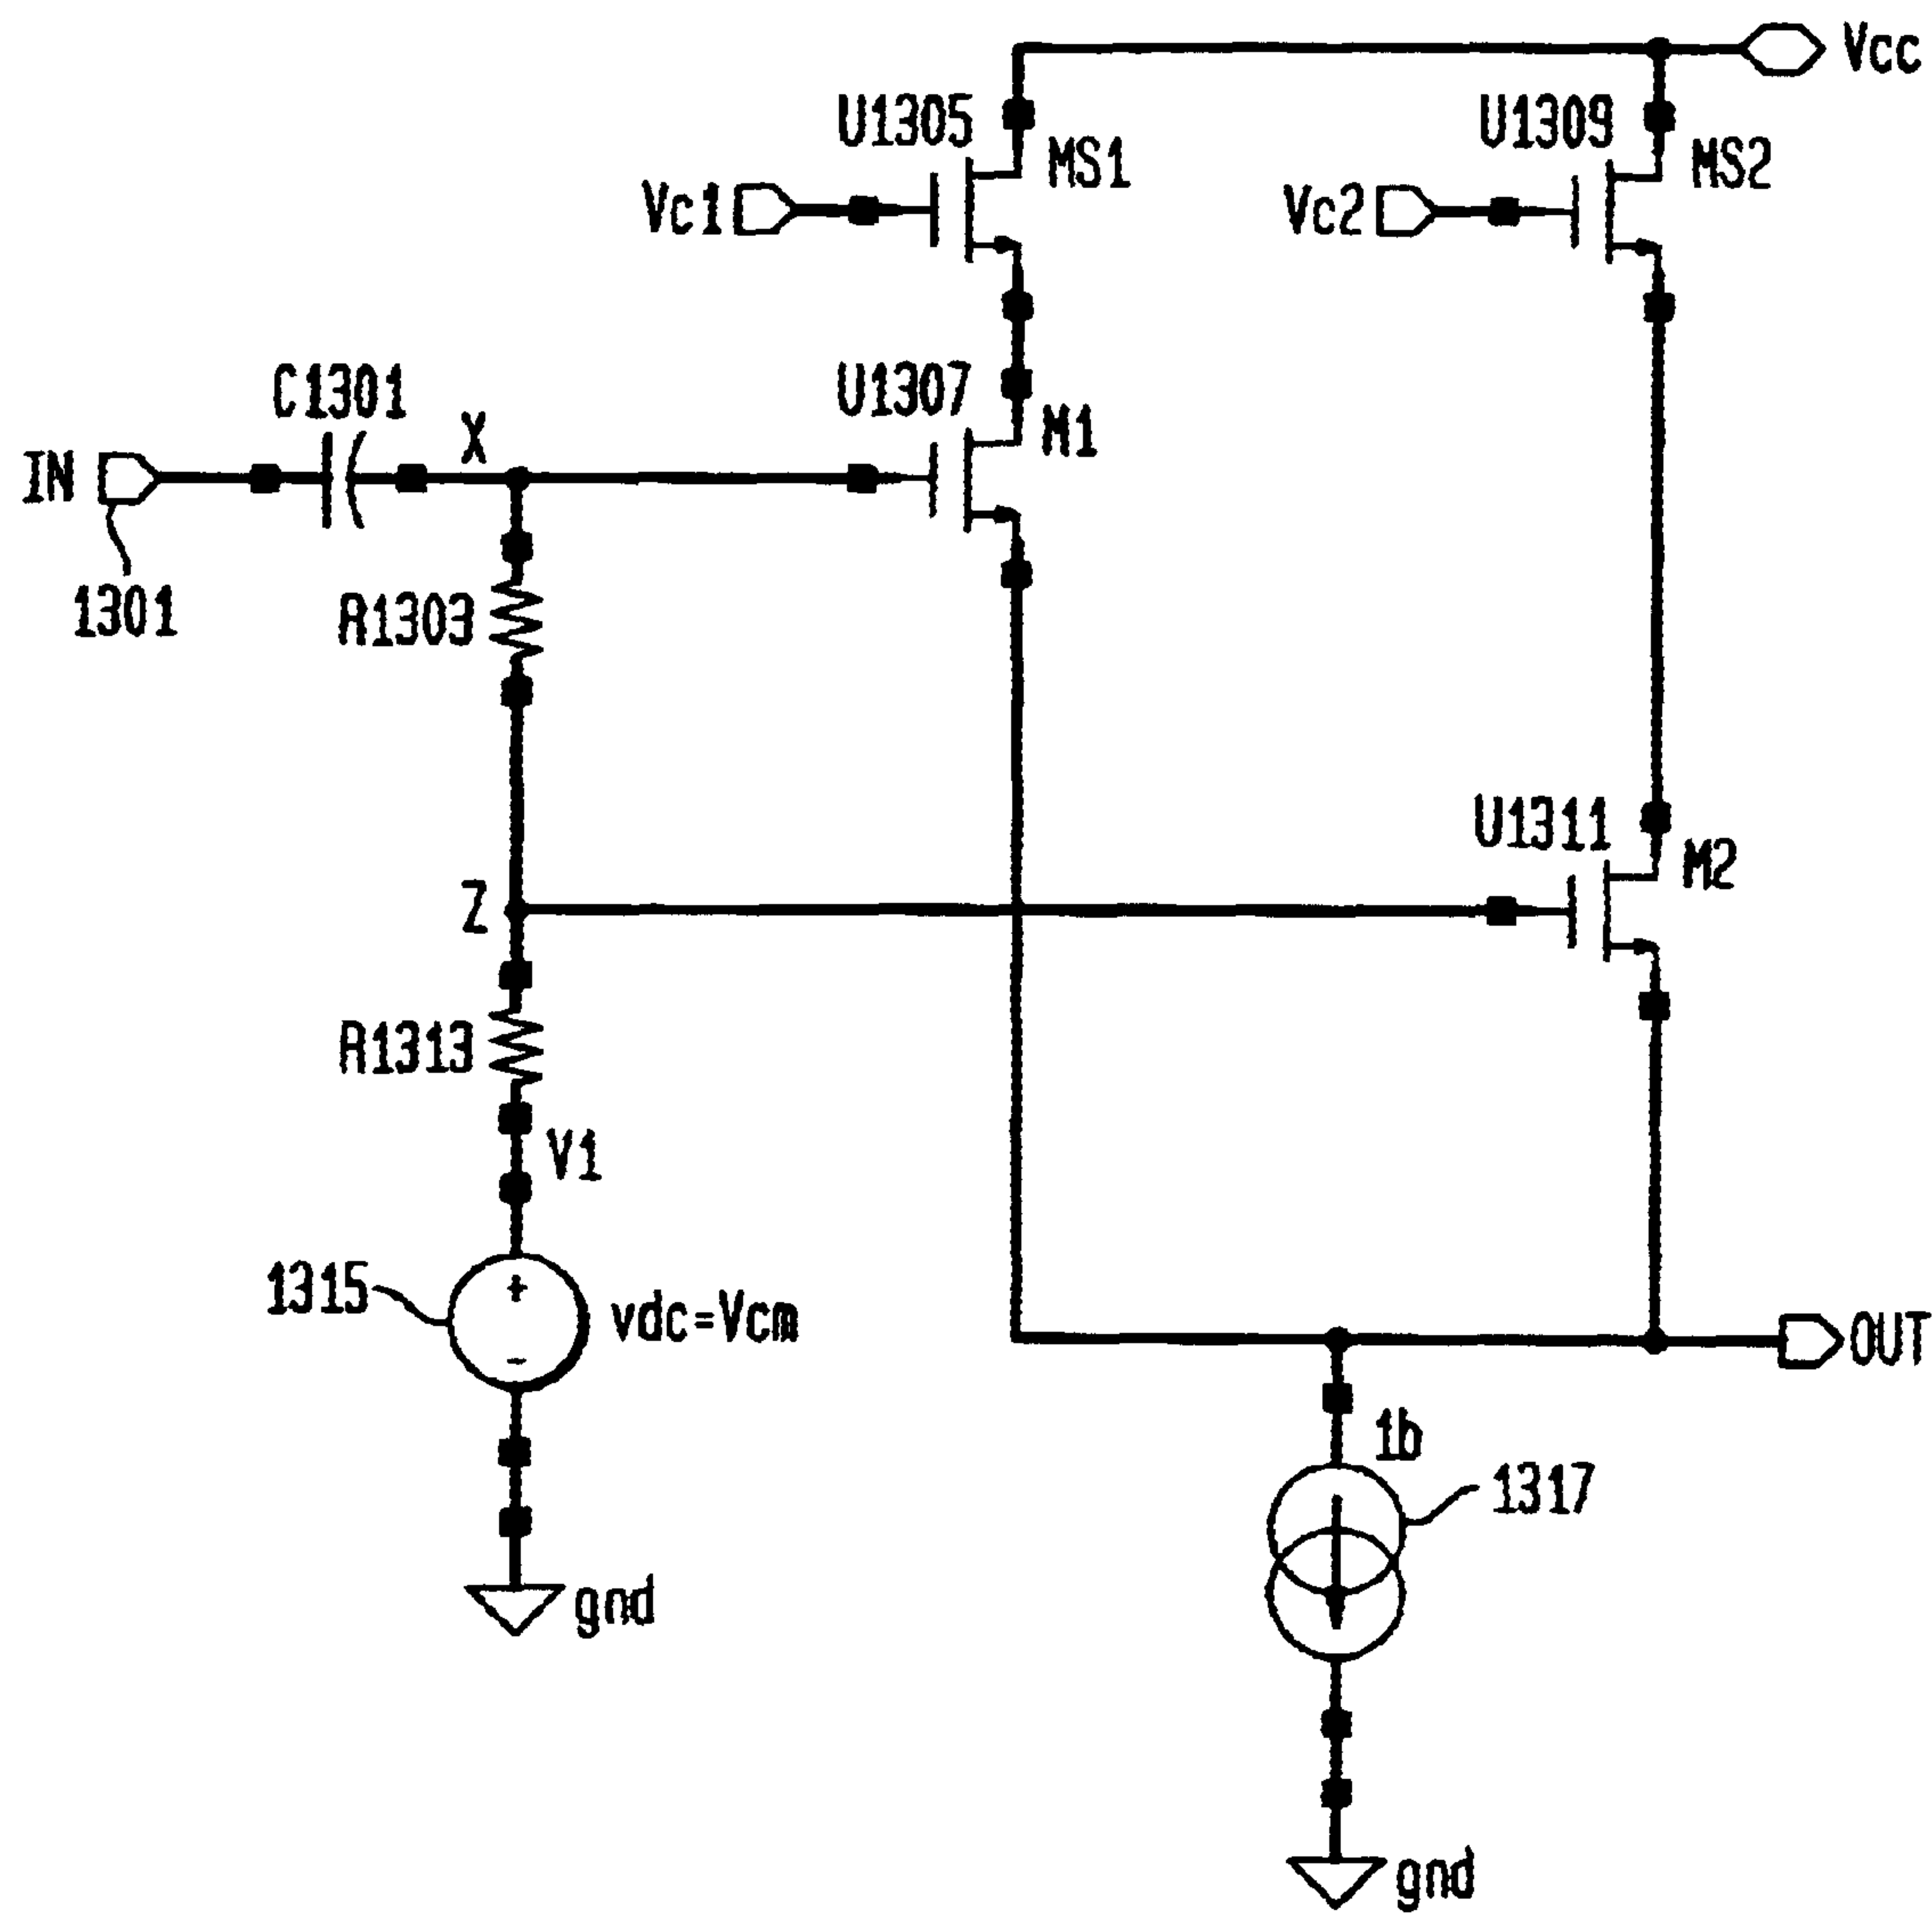 Vcc
U1305
U1309
MS1
MS2
Vc1
Vc2
C1301
U1307
X
M1
IN
1301
R1303
U1311
M2
Z
R1313
V1
1315
vdc=Vcm
OUT
ib
1317
gnd
gnd